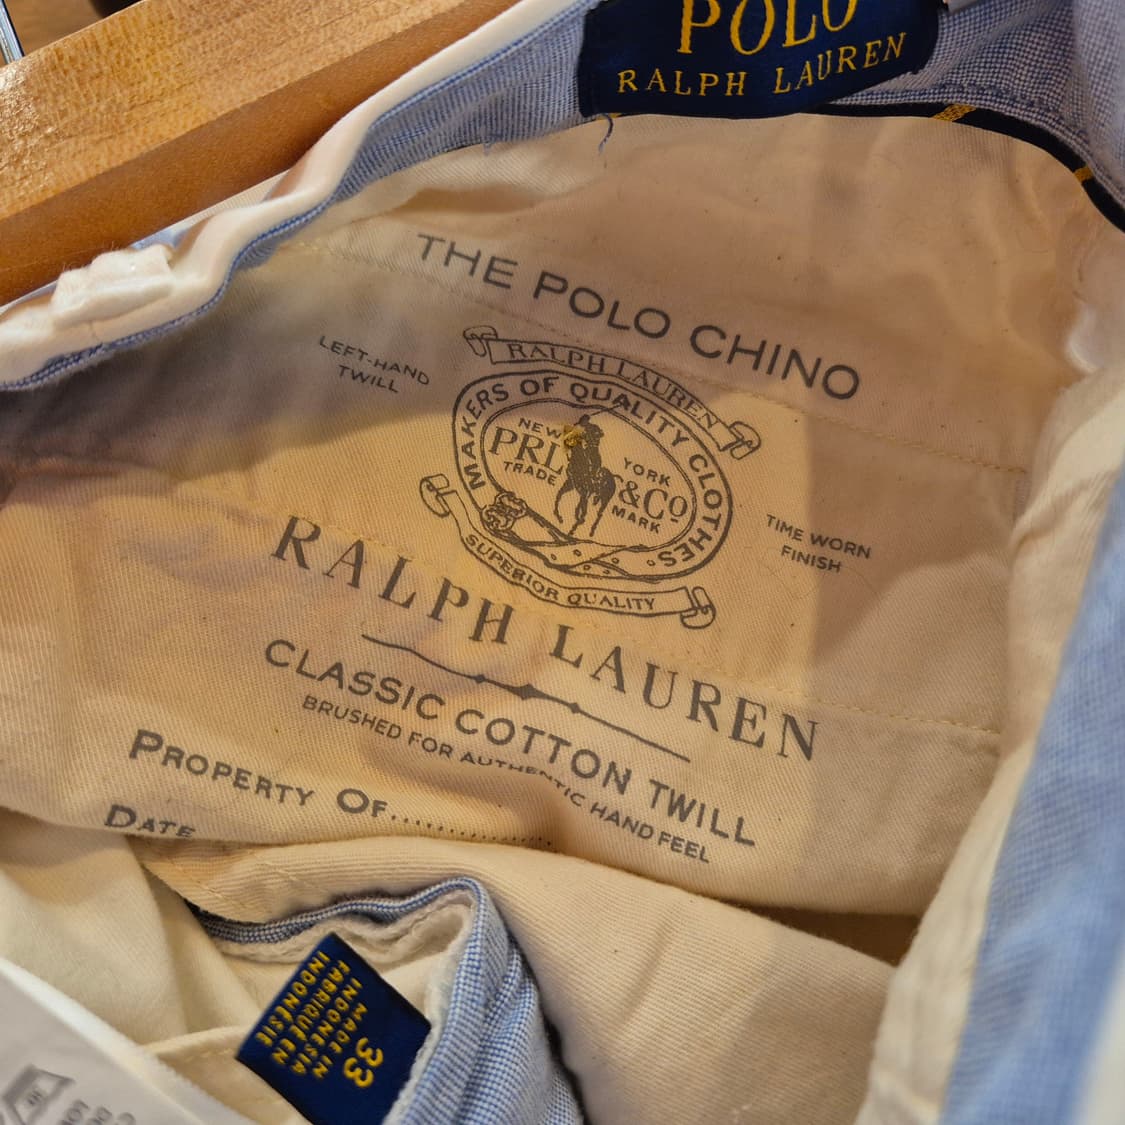 POLO
RALPH LAUREN
THE POLO CHINO
LEFT-HAND
TWILL
RALPH LAUREN
MAKERS OF QUALITY CLOTHES
NEW YORK
PRL &Co
TRADE MARK
SUPERIOR QUALITY
TIME WORN
FINISH
RALPH LAUREN
CLASSIC COTTON TWILL
BRUSHED FOR AUTHENTIC HAND FEEL
PROPERTY OF
DATE
33
MADE IN
INDONESIA
FABRIQUE EN
INDONÉSIE